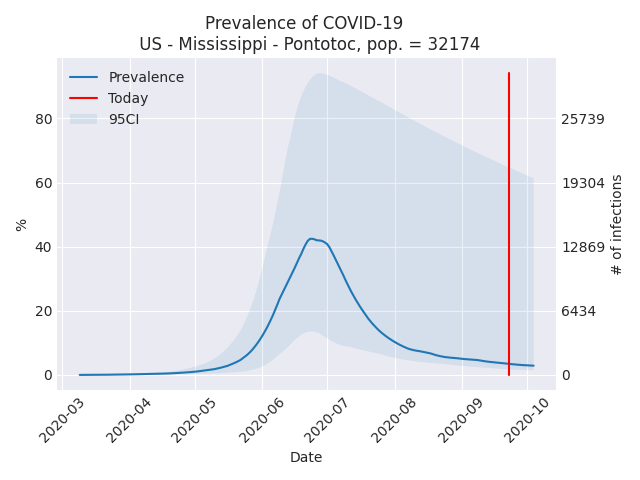 Prevalence of COVID-19
US - Mississippi - Pontotoc, pop. = 32174
Prevalence
Today
95CI
80
60
40
20
0
%
25739
19304
12869
6434
0
# of infections
2020-03
2020-04
2020-05
2020-06
2020-07
2020-08
2020-09
2020-10
Date